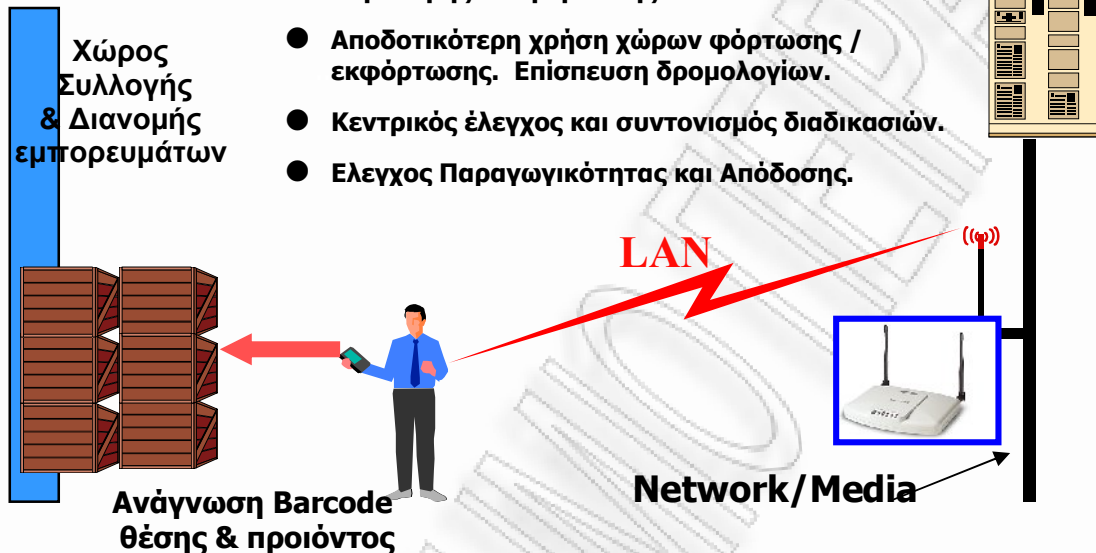 Χώρος
Συλλογής
& Διανομής
εμπορευμάτων
● Αποδοτικότερη χρήση χώρων φόρτωσης /
εκφόρτωσης. Επίσπευση δρομολογίων.
● Κεντρικός έλεγχος και συντονισμός διαδικασιών.
● Ελεγχος Παραγωγικότητας και Απόδοσης.
LAN
Network/Media
Ανάγνωση Barcode
θέσης & προιόντος